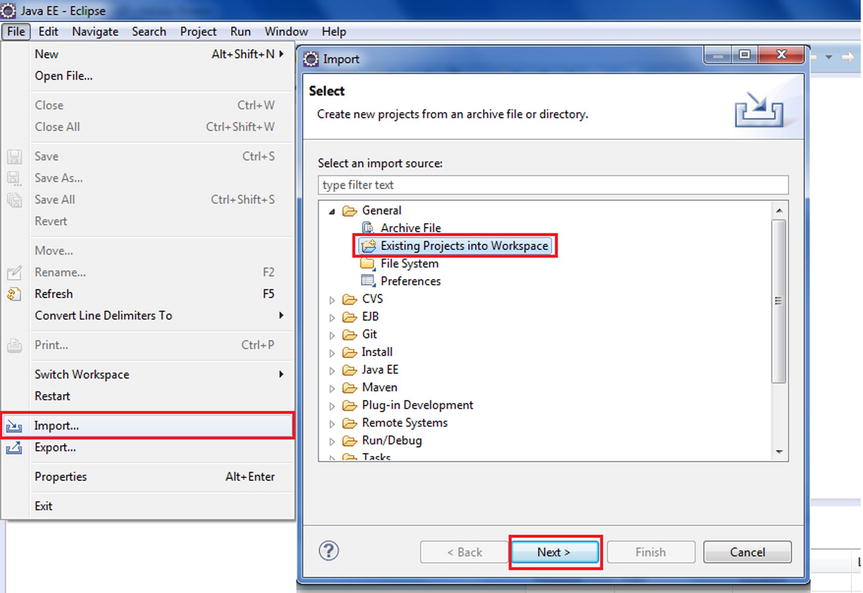 Java EE - Eclipse
File Edit Navigate Search Project Run Window Help
New Alt+Shift+N
Open File...
Close Ctrl+W
Close All Ctrl+Shift+W
Save Ctrl+S
Save As...
Save All Ctrl+Shift+S
Revert
Move...
Rename... F2
Refresh F5
Convert Line Delimiters To
Print... Ctrl+P
Switch Workspace
Restart
Import...
Export...
Properties Alt+Enter
Exit
Import
Select
Create new projects from an archive file or directory.
Select an import source:
type filter text
General
Archive File
Existing Projects into Workspace
File System
Preferences
CVS
EJB
Git
Install
Java EE
Maven
Plug-in Development
Remote Systems
Run/Debug
Tasks
?
< Back Next > Finish Cancel